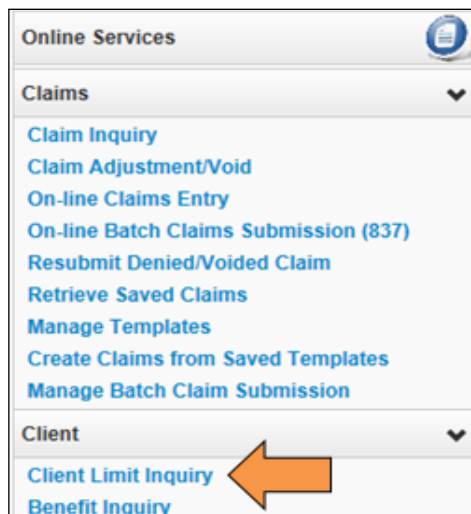 Online Services
Claims
Claim Inquiry
Claim Adjustment/Void
On-line Claims Entry
On-line Batch Claims Submission (837)
Resubmit Denied/Voided Claim
Retrieve Saved Claims
Manage Templates
Create Claims from Saved Templates
Manage Batch Claim Submission
Client
Client Limit Inquiry
Benefit Inquiry